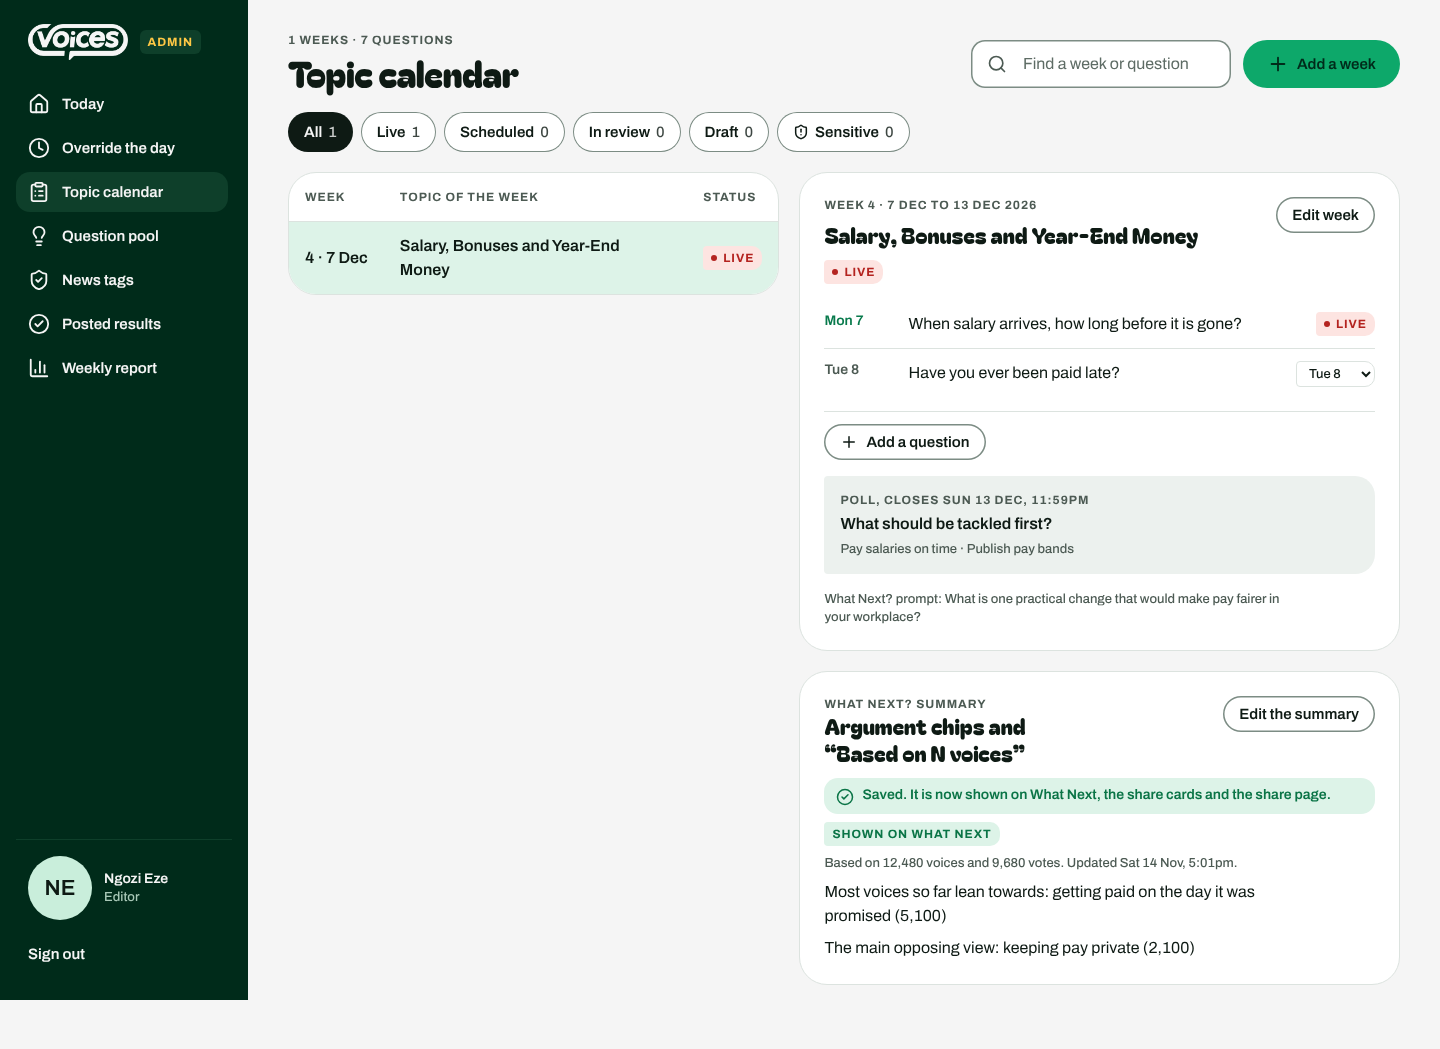 Voices
ADMIN
Today
Override the day
Topic calendar
Question pool
News tags
Posted results
Weekly report
NE
Ngozi Eze
Editor
Sign out
1 WEEKS · 7 QUESTIONS
Topic calendar
Find a week or question
Add a week
All 1
Live 1
Scheduled 0
In review 0
Draft 0
Sensitive 0
WEEK TOPIC OF THE WEEK STATUS
4 · 7 Dec Salary, Bonuses and Year-End Money LIVE
WEEK 4 · 7 DEC TO 13 DEC 2026
Edit week
Salary, Bonuses and Year-End Money
LIVE
Mon 7 When salary arrives, how long before it is gone? LIVE
Tue 8 Have you ever been paid late? Tue 8
Add a question
POLL, CLOSES SUN 13 DEC, 11:59PM
What should be tackled first?
Pay salaries on time · Publish pay bands
What Next? prompt: What is one practical change that would make pay fairer in
your workplace?
WHAT NEXT? SUMMARY
Edit the summary
Argument chips and
“Based on N voices”
Saved. It is now shown on What Next, the share cards and the share page.
SHOWN ON WHAT NEXT
Based on 12,480 voices and 9,680 votes. Updated Sat 14 Nov, 5:01pm.
Most voices so far lean towards: getting paid on the day it was
promised (5,100)
The main opposing view: keeping pay private (2,100)